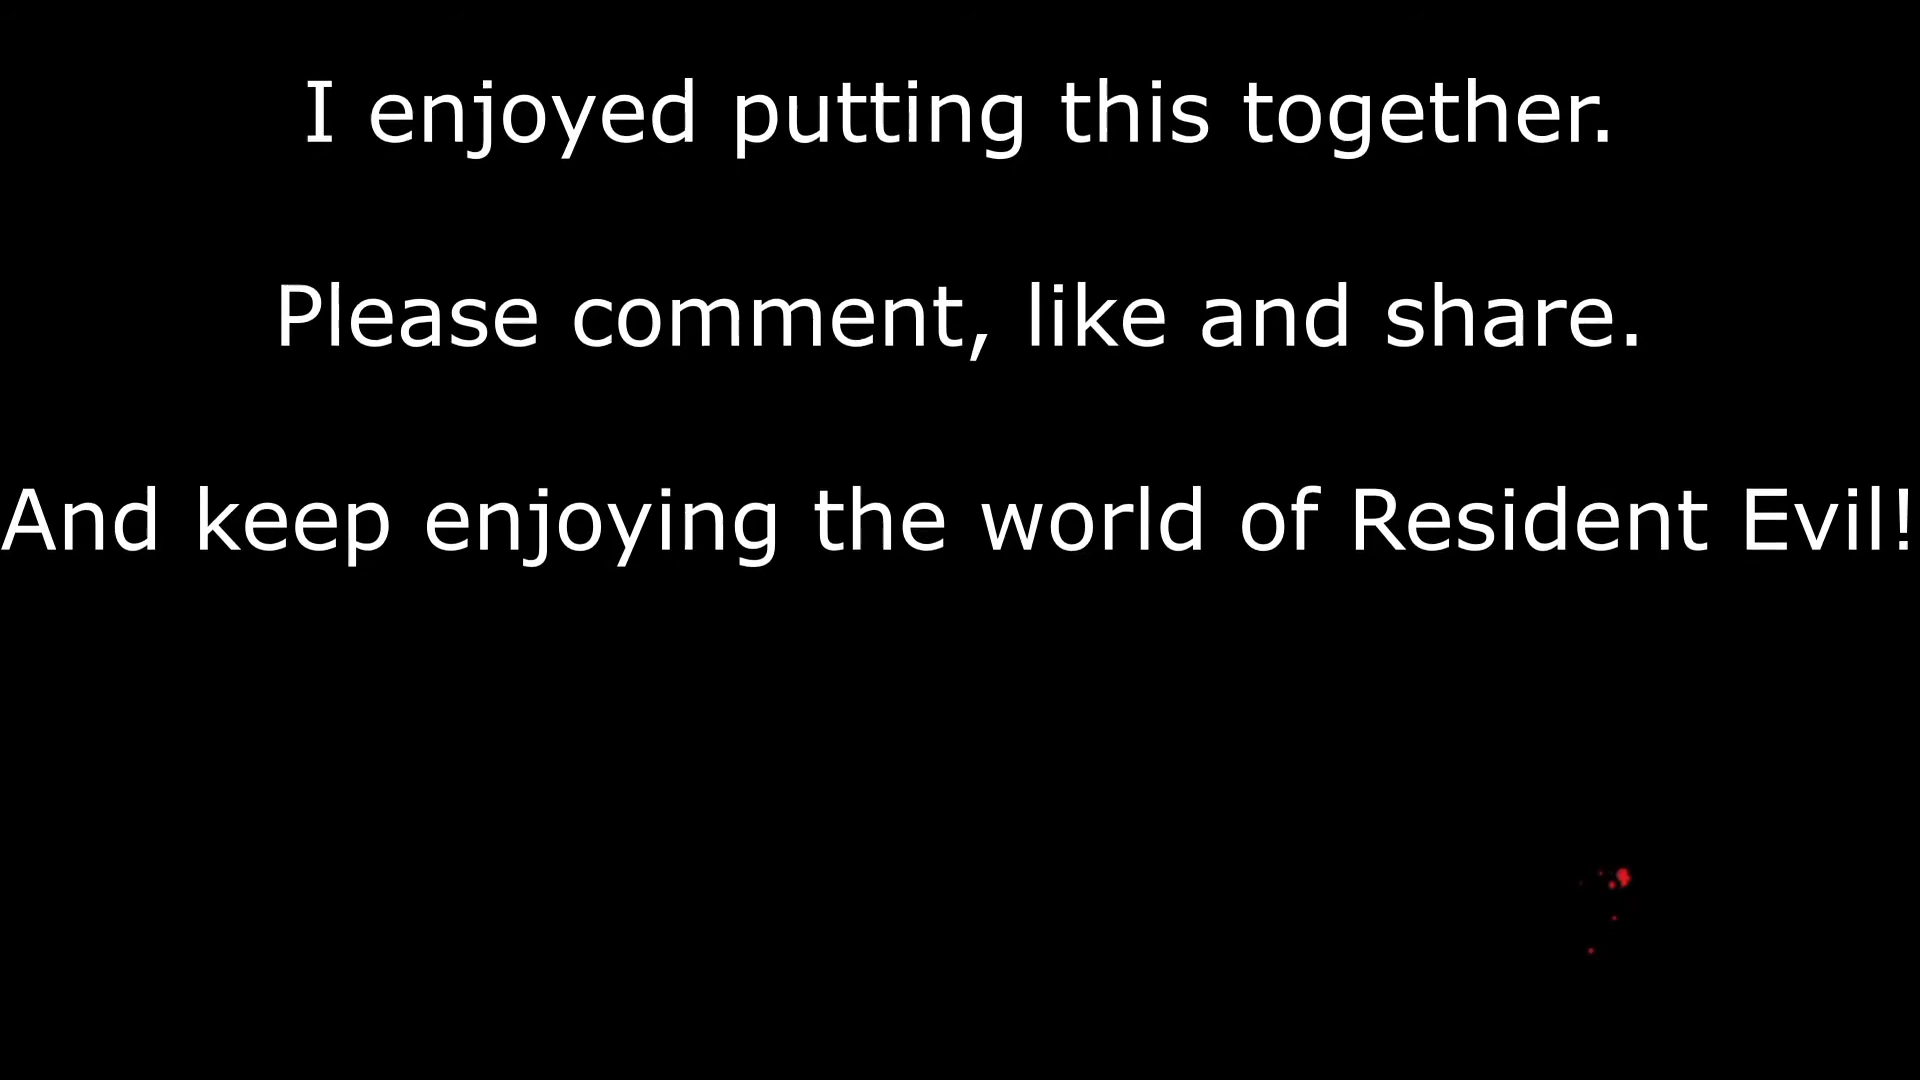 I enjoyed putting this together.
Please comment, like and share.
And keep enjoying the world of Resident Evil!